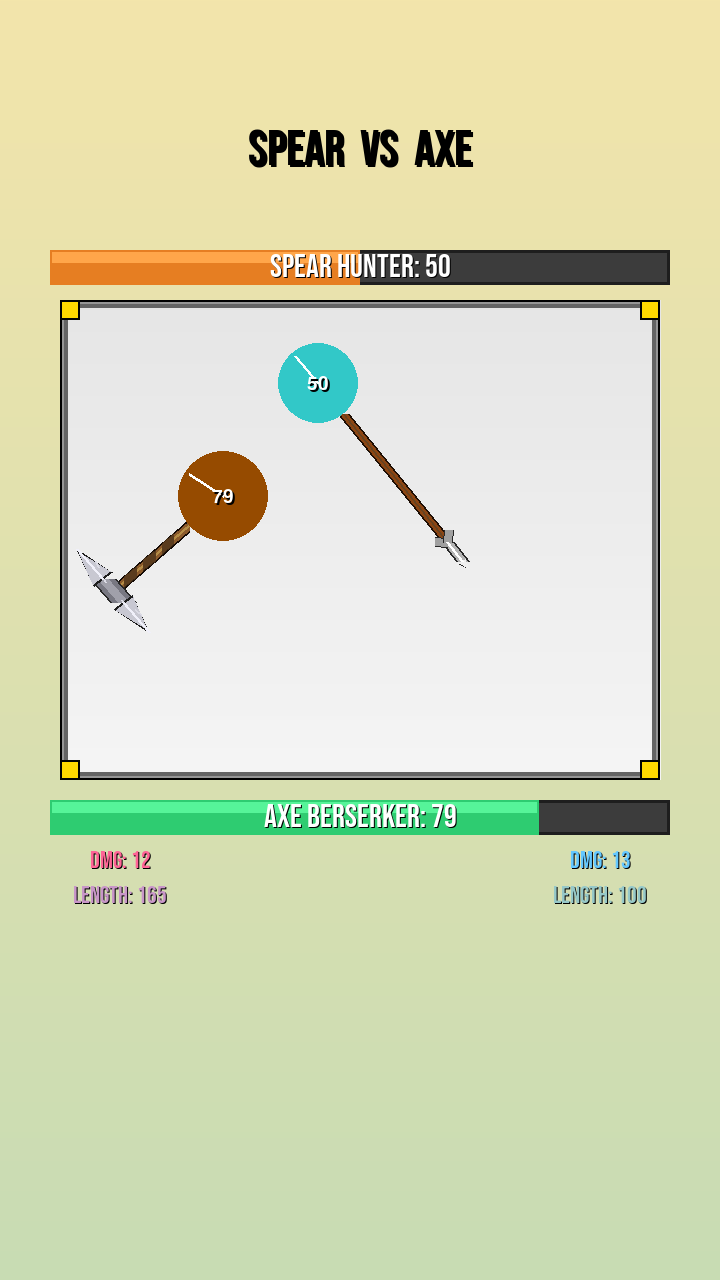 SPEAR VS AXE
SPEAR HUNTER: 50
50
79
AXE BERSERKER: 79
DMG: 12
DMG: 13
LENGTH: 165
LENGTH: 100